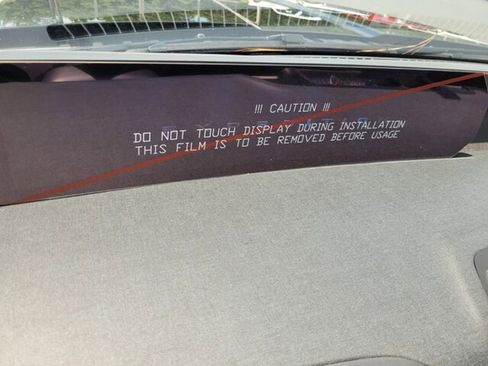 !!! CAUTION !!!
DO NOT TOUCH DISPLAY DURING INSTALLATION
THIS FILM IS TO BE REMOVED BEFORE USAGE